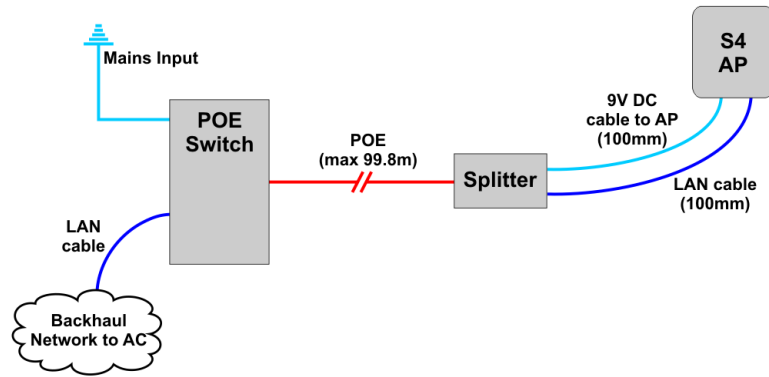 Mains Input
POE
Switch
LAN
cable
Backhaul
Network to AC
POE
(max 99.8m)
Splitter
9V DC
cable to AP
(100mm)
LAN cable
(100mm)
S4
AP